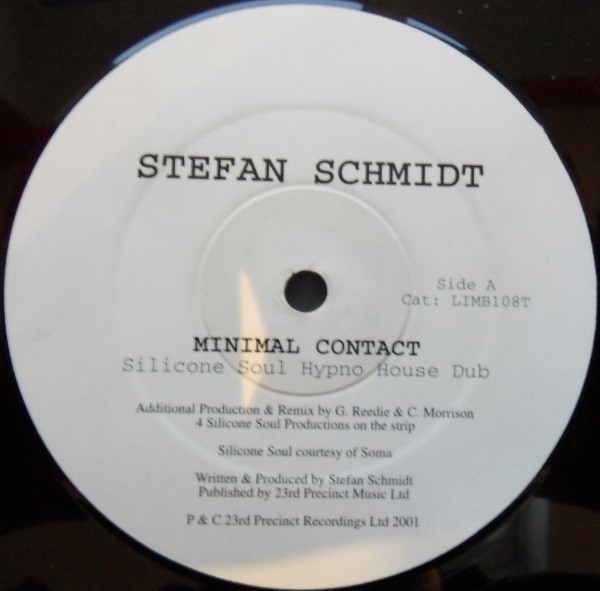 STEFAN SCHMIDT
Side A
Cat: LIMB108T
MINIMAL CONTACT
Silicone Soul Hypno House Dub
Additional Production & Remix by G. Reedie & C. Morrison
4 Silicone Soul Productions on the strip
Silicone Soul courtesy of Soma
Written & Produced by Stefan Schmidt
Published by 23rd Precinct Music Ltd
P & C 23rd Precinct Recordings Ltd 2001